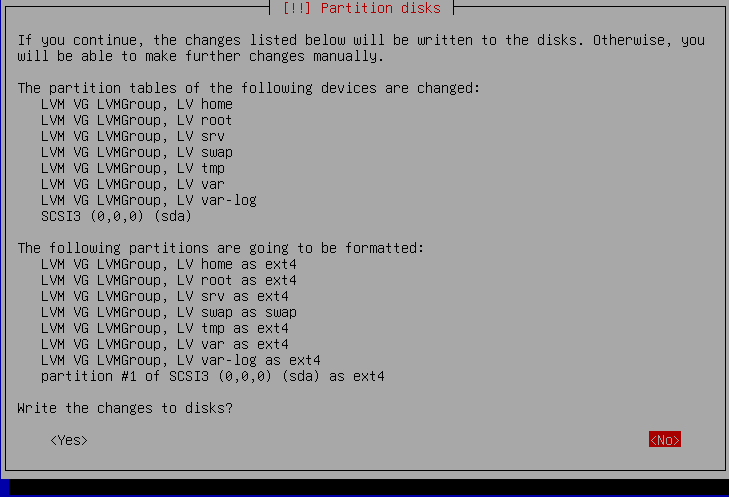 [!!] Partition disks
If you continue, the changes listed below will be written to the disks. Otherwise, you
will be able to make further changes manually.
The partition tables of the following devices are changed:
LVM VG LVMGroup, LV home
LVM VG LVMGroup, LV root
LVM VG LVMGroup, LV srv
LVM VG LVMGroup, LV swap
LVM VG LVMGroup, LV tmp
LVM VG LVMGroup, LV var
LVM VG LVMGroup, LV var-log
SCSI3 (0,0,0) (sda)
The following partitions are going to be formatted:
LVM VG LVMGroup, LV home as ext4
LVM VG LVMGroup, LV root as ext4
LVM VG LVMGroup, LV srv as ext4
LVM VG LVMGroup, LV swap as swap
LVM VG LVMGroup, LV tmp as ext4
LVM VG LVMGroup, LV var as ext4
LVM VG LVMGroup, LV var-log as ext4
partition #1 of SCSI3 (0,0,0) (sda) as ext4
Write the changes to disks?
<Yes> <No>